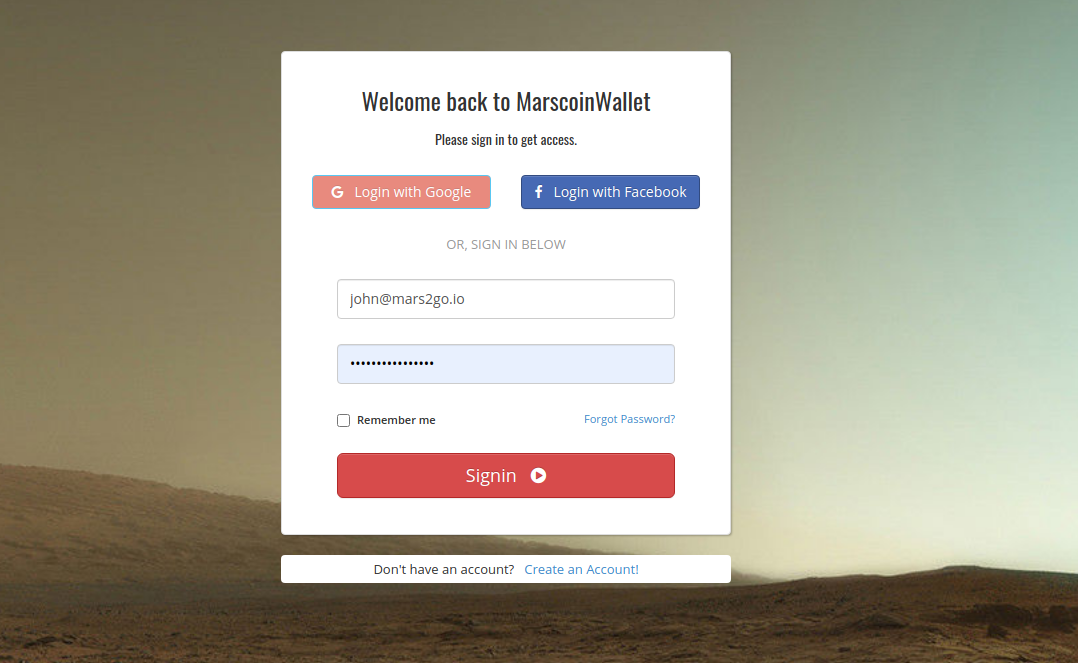 Welcome back to MarscoinWallet
Please sign in to get access.
Login with Google
Login with Facebook
OR, SIGN IN BELOW
john@mars2go.io
••••••••••••••••
Remember me
Forgot Password?
Signin
Don't have an account? Create an Account!